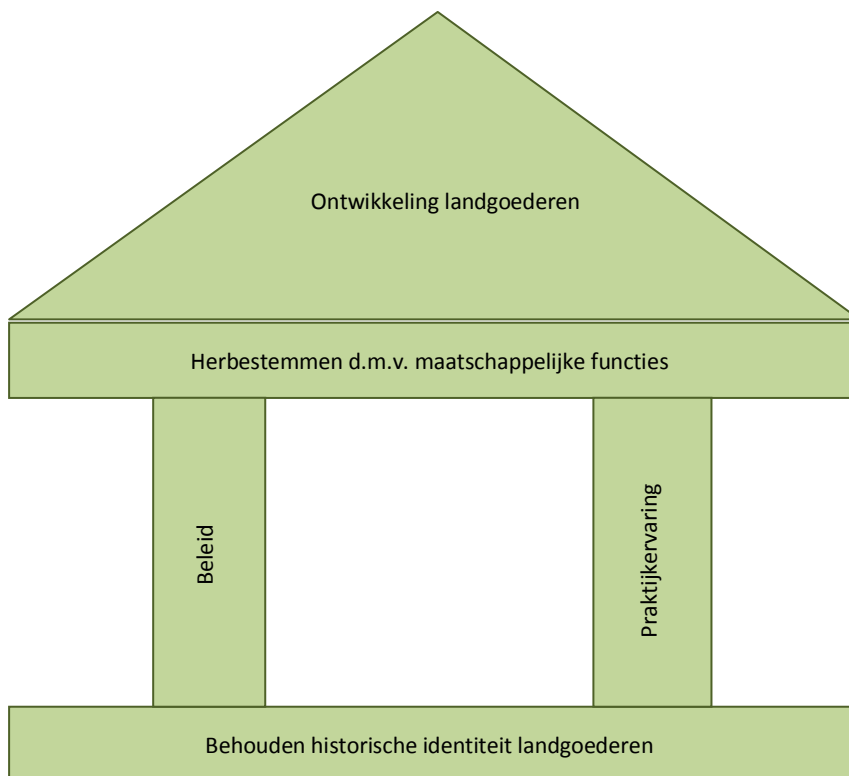 Ontwikkeling landgoederen
Herbestemmen d.m.v. maatschappelijke functies
Beleid
Praktijkervaring
Behouden historische identiteit landgoederen